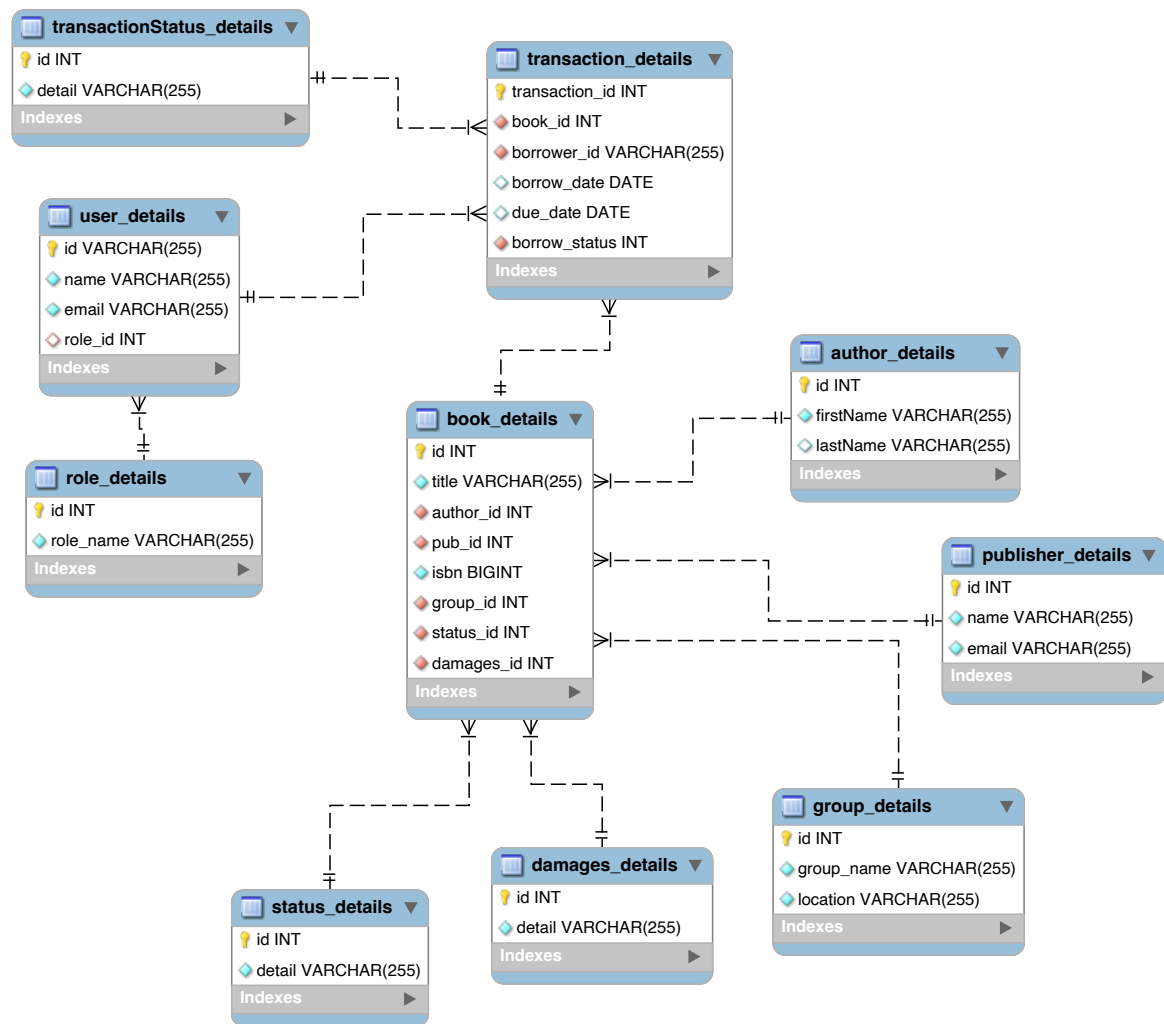 transactionStatus_details
id INT
detail VARCHAR(255)
Indexes
transaction_details
transaction_id INT
book_id INT
borrower_id VARCHAR(255)
borrow_date DATE
due_date DATE
borrow_status INT
Indexes
user_details
id VARCHAR(255)
name VARCHAR(255)
email VARCHAR(255)
role_id INT
Indexes
author_details
id INT
firstName VARCHAR(255)
lastName VARCHAR(255)
Indexes
book_details
id INT
title VARCHAR(255)
author_id INT
pub_id INT
isbn BIGINT
group_id INT
status_id INT
damages_id INT
Indexes
role_details
id INT
role_name VARCHAR(255)
Indexes
publisher_details
id INT
name VARCHAR(255)
email VARCHAR(255)
Indexes
group_details
id INT
group_name VARCHAR(255)
location VARCHAR(255)
Indexes
damages_details
id INT
detail VARCHAR(255)
Indexes
status_details
id INT
detail VARCHAR(255)
Indexes